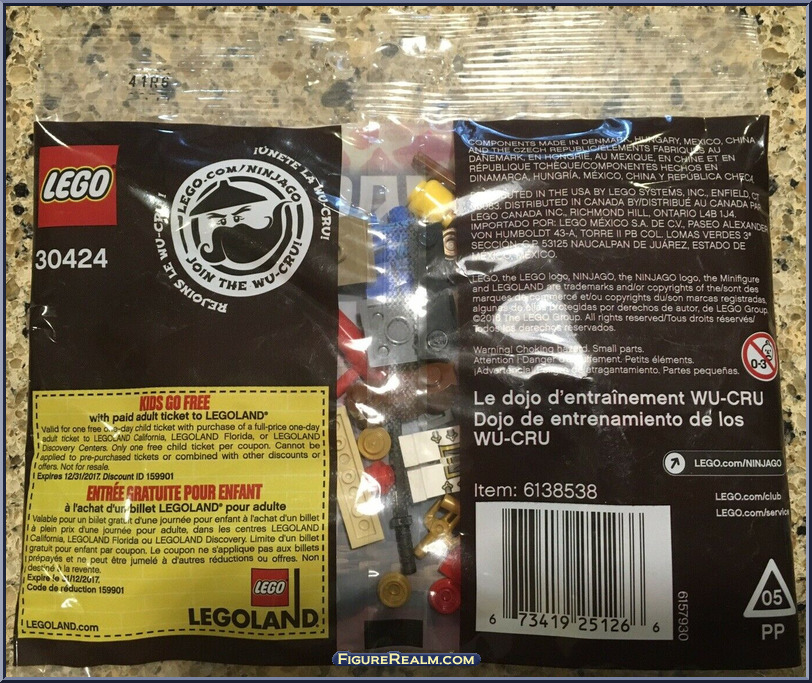 41R6
LEGO
30424
¡ÚNETE LA WU-CRU!
LEGO.COM/NINJAGO
JOIN THE WU-CRU!
REJOINS LE WU-CRU!
KIDS GO FREE
with paid adult ticket to LEGOLAND®
Valid for one free one-day child ticket with purchase of a full-price one-day
adult ticket to LEGOLAND California, LEGOLAND Florida, or LEGOLAND
Discovery Centers. Only one free child ticket per coupon. Cannot be
applied to pre-purchased tickets or combined with other discounts or
offers. Not for resale.
Expires 12/31/2017. Discount ID 159901
ENTRÉE GRATUITE POUR ENFANT
à l'achat d'un billet LEGOLAND® pour adulte
Valable pour un billet gratuit d'une journée pour enfant à l'achat d'un billet
à plein prix d'une journée pour adulte, dans les centres LEGOLAND
California, LEGOLAND Florida ou LEGOLAND Discovery. Limite d'un billet
gratuit par enfant par coupon. Le coupon ne s'applique pas aux billets
prépayés et ne peut être jumelé à d'autres réductions ou offres. Non
destiné à la revente.
Expire le 31/12/2017.
Code de réduction 159901
LEGOLAND.com
LEGO
LEGOLAND
COMPONENTS MADE IN DENMARK, HUNGARY, MEXICO, CHINA
AND THE CZECH REPUBLIC/ÉLÉMENTS FABRIQUÉS AU
DANEMARK, EN HONGRIE, AU MEXIQUE, EN CHINE ET EN
RÉPUBLIQUE TCHÈQUE/COMPONENTES HECHOS EN
DINAMARCA, HUNGRÍA, MÉXICO, CHINA Y REPÚBLICA CHECA
DISTRIBUTED IN THE USA BY LEGO SYSTEMS, INC., ENFIELD, CT
06083. DISTRIBUTED IN CANADA BY/DISTRIBUÉ AU CANADA PAR
LEGO CANADA INC., RICHMOND HILL, ONTARIO L4B 1J4.
IMPORTADO POR: LEGO MÉXICO S.A. DE C.V., PASEO ALEXANDER
VON HUMBOLDT 43-A, TORRE II PB COL. LOMAS VERDES 3ª
SECCIÓN, C.P. 53125 NAUCALPAN DE JUÁREZ, ESTADO DE
MÉXICO, MÉXICO.
LEGO, the LEGO logo, NINJAGO, the NINJAGO logo, the Minifigure
and LEGOLAND are trademarks and/or copyrights of the/sont des
marques de commerce et/ou copyrights du/son marcas registradas,
algunas de ellas protegidas por derechos de autor, de LEGO Group.
©2016 The LEGO Group. All rights reserved/Tous droits réservés/
Todos los derechos reservados.
Warning! Choking hazard. Small parts.
Attention ! Danger d'étouffement. Petits éléments.
¡Advertencia! Peligro de atragantamiento. Partes pequeñas.
0-3
Le dojo d'entraînement WU-CRU
Dojo de entrenamiento de los
WU-CRU
LEGO.com/NINJAGO
Item: 6138538
LEGO.com/club
LEGO.com/service
6 73419 25126 6
6157930
05
PP
FIGUREREALM.COM